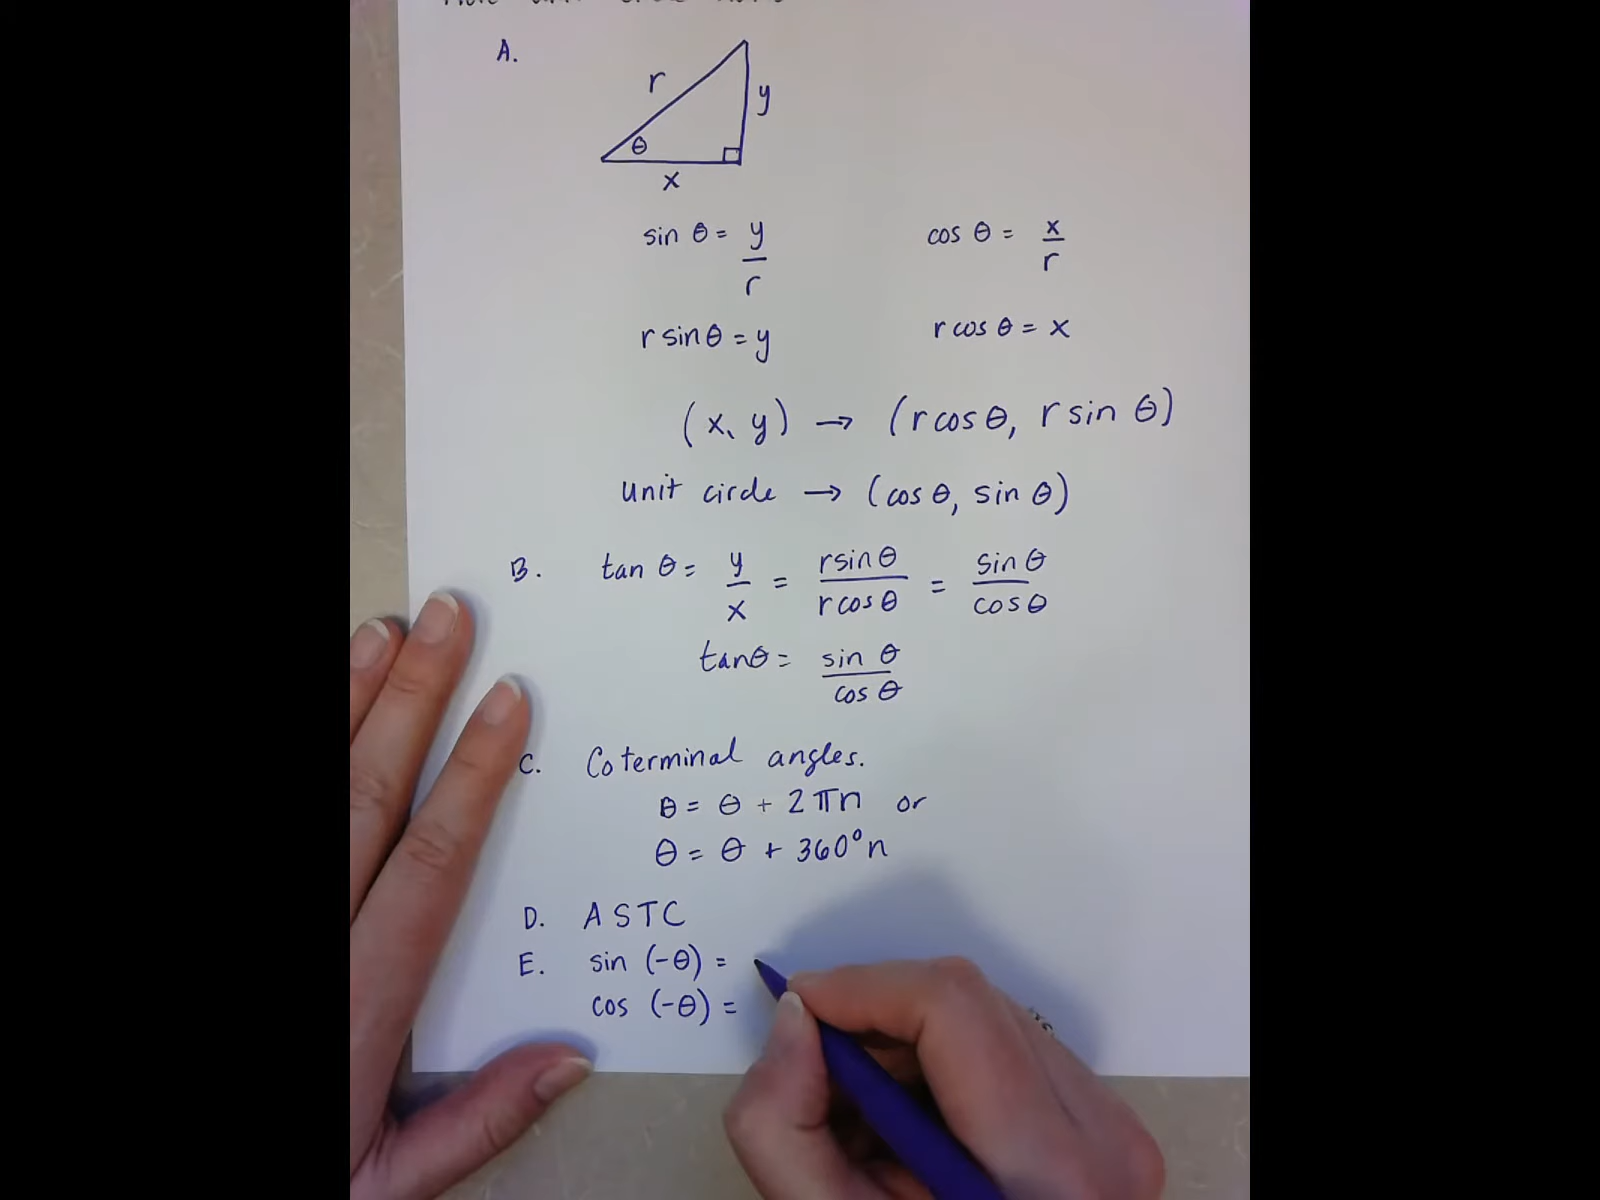 A.
r
y
θ
x
sin θ = y/r    cos θ = x/r
r sin θ = y    r cos θ = x
(x, y) → (r cos θ, r sin θ)
unit circle → (cos θ, sin θ)
B. tan θ = y/x = r sin θ/r cos θ = sin θ/cos θ
tan θ = sin θ/cos θ
C. Coterminal angles.
θ = θ + 2πn or
θ = θ + 360°n
D. ASTC
E. sin (-θ) =
cos (-θ) =